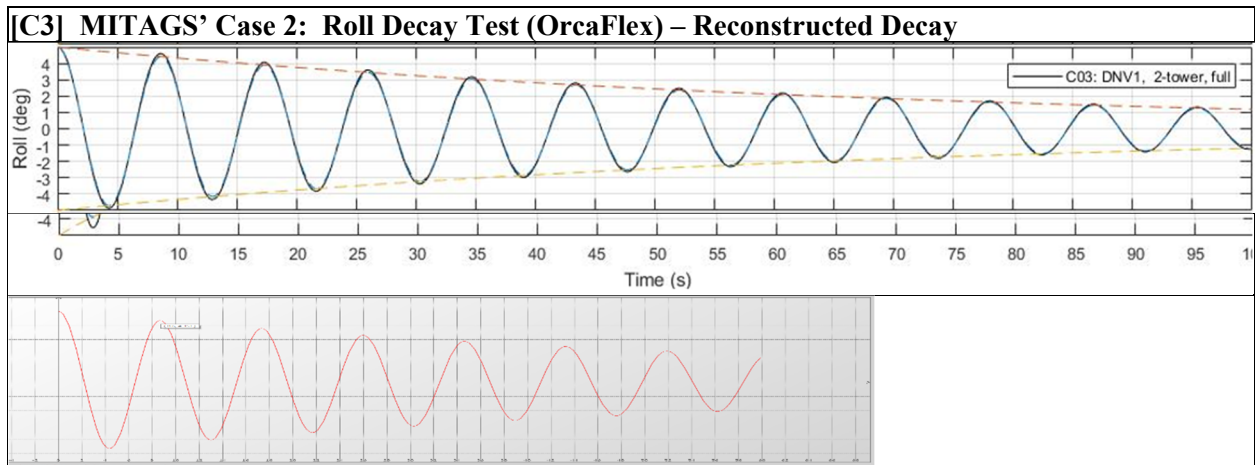 [C3] MITAGS’ Case 2: Roll Decay Test (OrcaFlex) – Reconstructed Decay
C03: DNV1, 2-tower, full
Roll (deg)
4
3
2
1
0
-1
-2
-3
-4
-4
0 5 10 15 20 25 30 35 40 45 50 55 60 65 70 75 80 85 90 95
Time (s)